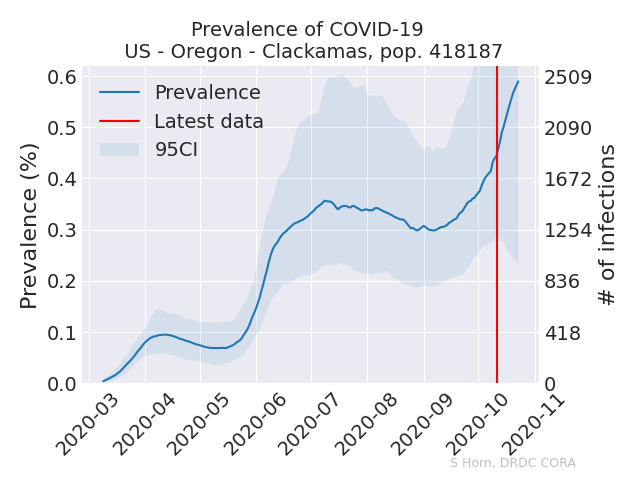 Prevalence of COVID-19
US - Oregon - Clackamas, pop. 418187
Prevalence (%)
0.6
0.5
0.4
0.3
0.2
0.1
0.0
Prevalence
Latest data
95CI
2509
2090
1672
1254
836
418
0
# of infections
2020-03
2020-04
2020-05
2020-06
2020-07
2020-08
2020-09
2020-10
2020-11
S Horn, DRDC CORA